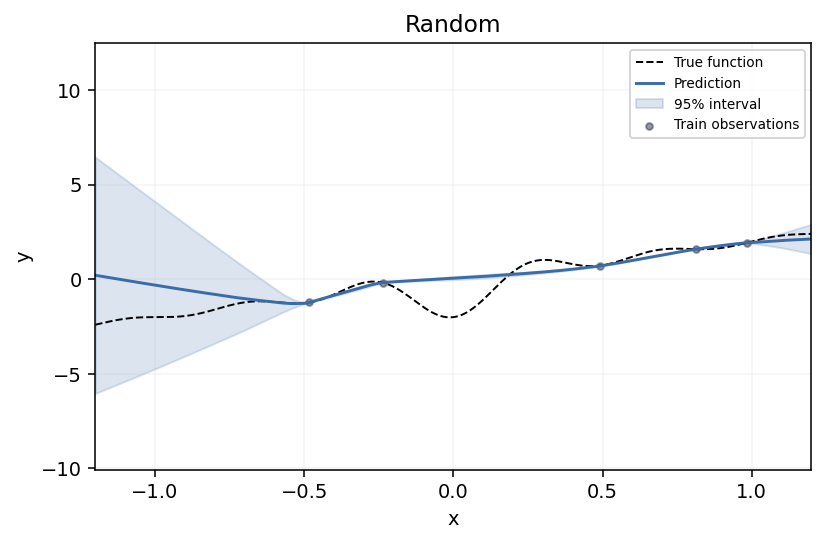 Random
True function
Prediction
95% interval
Train observations
10
5
0
−5
−10
y
−1.0
−0.5
0.0
0.5
1.0
x